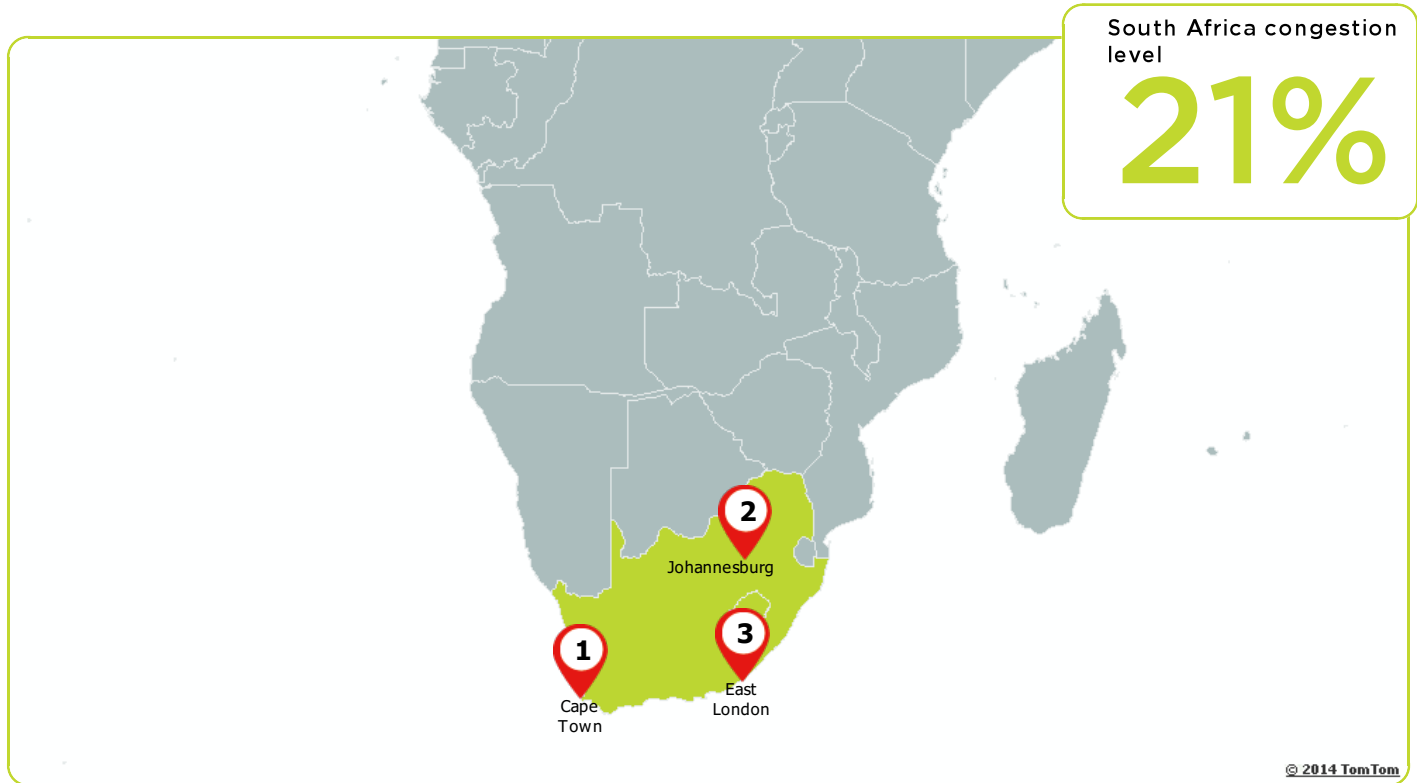 South Africa congestion
level
21%
2
Johannesburg
3
East
London
1
Cape
Town
© 2014 TomTom